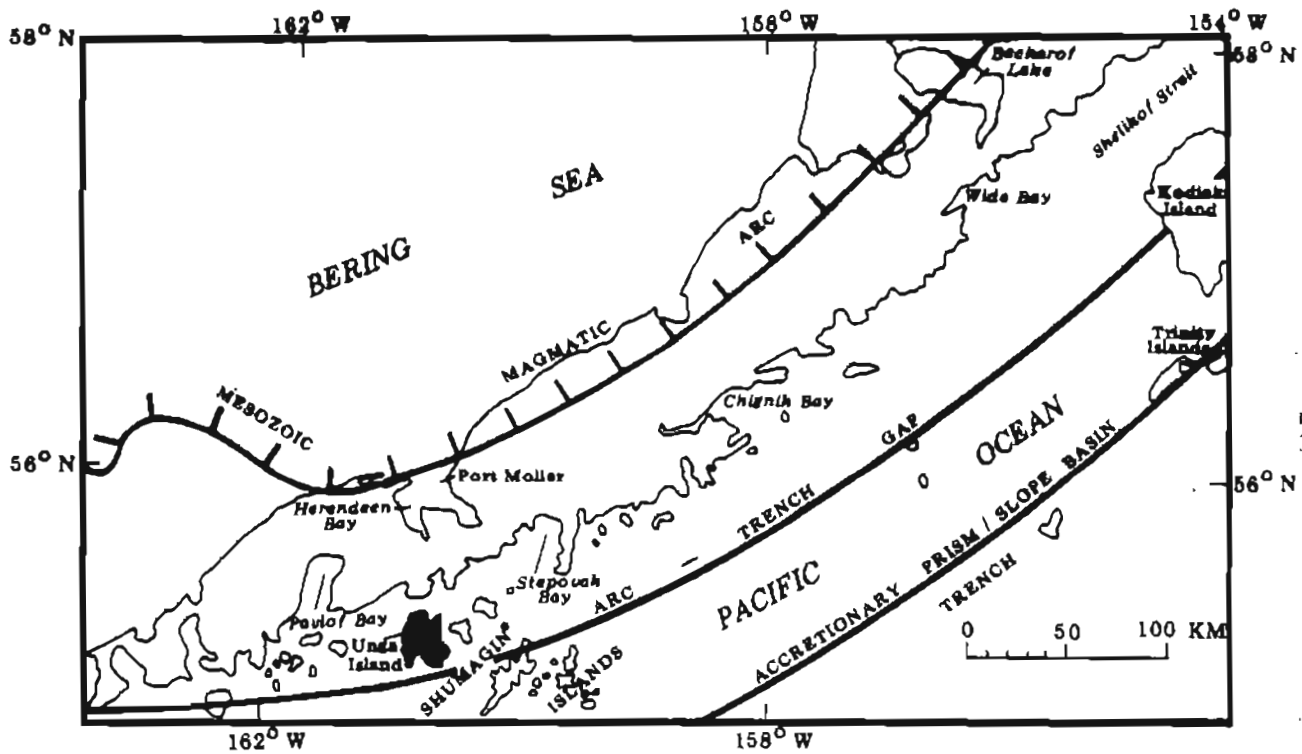 162° W
158° W
154° W
58° N
58° N
Becharof
Lake
Shelikof Strait
SEA
BERING
Wide Bay
Kodiak
Island
ARC
MAGMATIC
MESOZOIC
Trinity
Islands
Chignik Bay
GAP
OCEAN
56° N
56° N
Port Moller
Herendeen
Bay
TRENCH
ACCRETIONARY PRISM / SLOPE BASIN
TRENCH
Stepovak
Bay
ARC
PACIFIC
Pavlof Bay
Unga
Island
SHUMAGIN
ISLANDS
0 50 100 KM
162° W
158° W